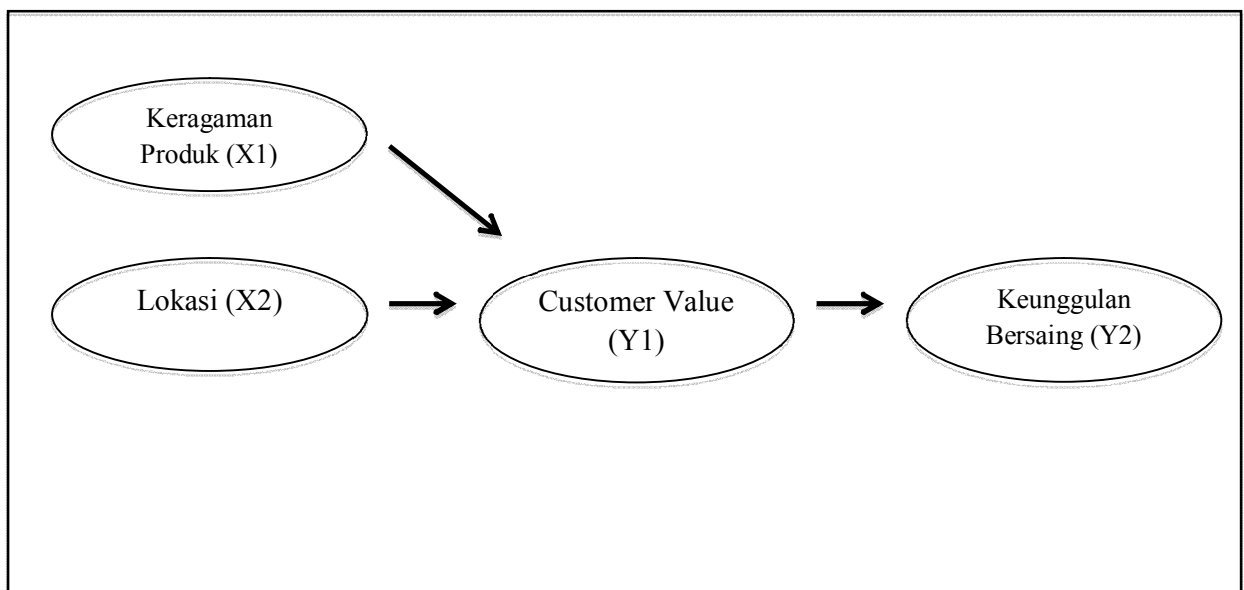 Keragaman
Produk (X1)
Lokasi (X2)
Customer Value
(Y1)
Keunggulan
Bersaing (Y2)